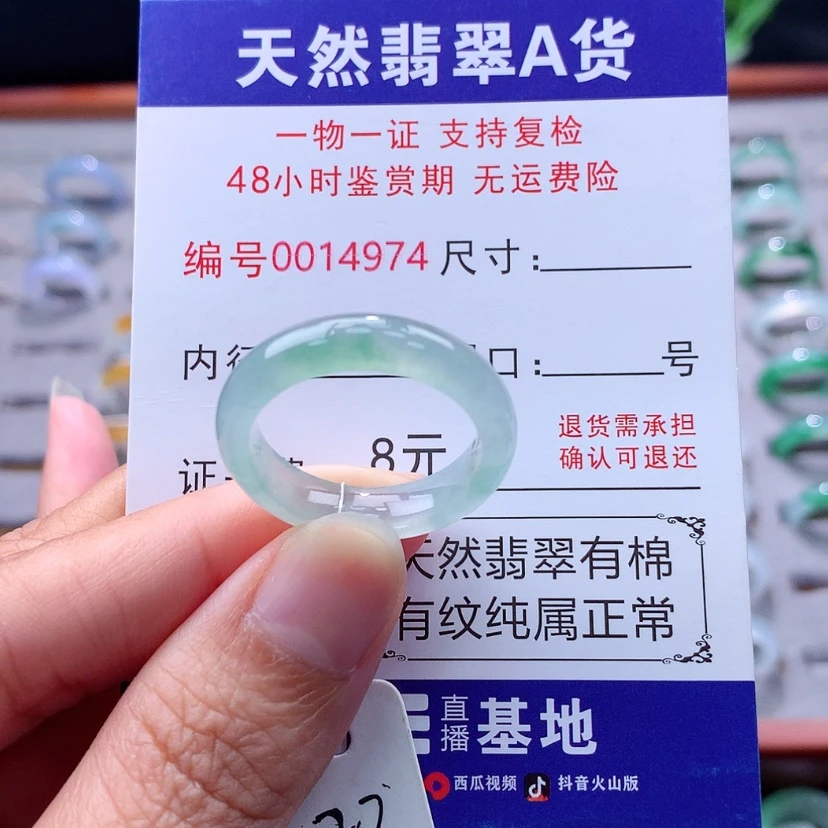 天然翡翠A货
一物一证 支持复检
48小时鉴赏期 无运费险
编号0014974 尺寸:
内 口: 号
退货需承担
证 8元 确认可退还
天然翡翠有棉
有纹纯属正常
直播 基地
西瓜视频 抖音火山版